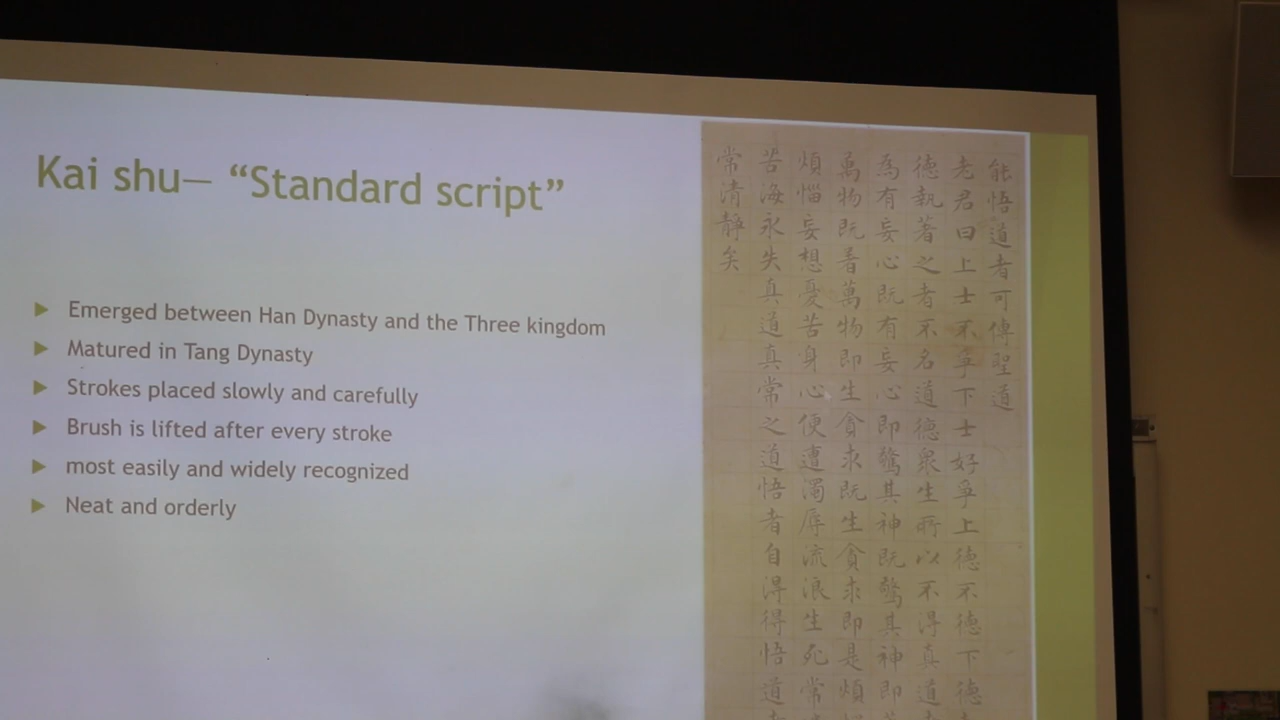 Kai shu— “Standard script”
Emerged between Han Dynasty and the Three kingdom
Matured in Tang Dynasty
Strokes placed slowly and carefully
Brush is lifted after every stroke
most easily and widely recognized
Neat and orderly
能悟道者可傳聖道
老君曰上士不爭下士好爭上德不德下德
德執著之者不名道德衆生所以不得真道
為有妄心既有妄心即驚其神既驚其神即
萬物既着萬物即生貪求既生貪求即是煩
煩惱妄想憂苦身心便遭濁辱流浪生死常
苦海永失真道真常之道悟者自得得悟道
常清靜矣